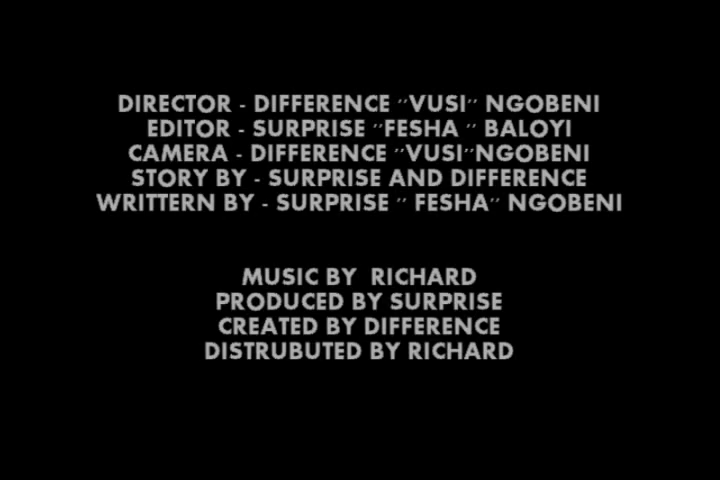 DIRECTOR - DIFFERENCE "VUSI" NGOBENI
EDITOR - SURPRISE "FESHA " BALOYI
CAMERA - DIFFERENCE "VUSI"NGOBENI
STORY BY - SURPRISE AND DIFFERENCE
WRITTERN BY - SURPRISE " FESHA" NGOBENI
MUSIC BY  RICHARD
PRODUCED BY SURPRISE
CREATED BY DIFFERENCE
DISTRUBUTED BY RICHARD